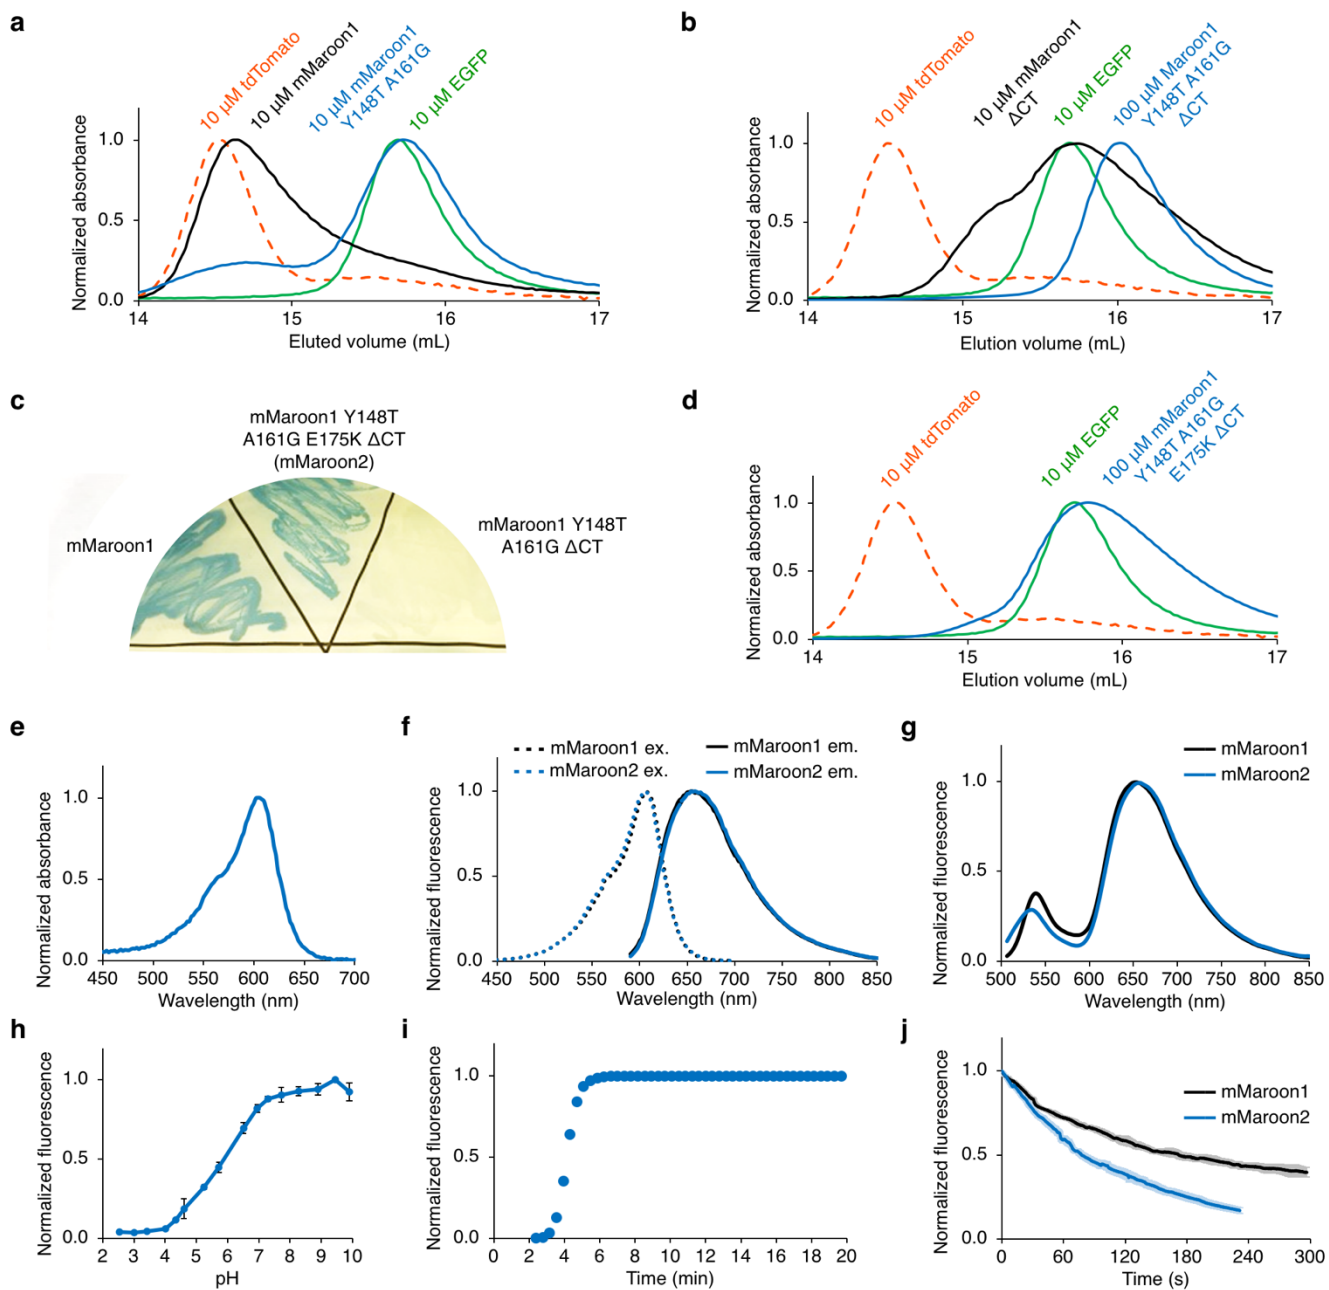 a
10 µM tdTomato
10 µM mMaroon1
10 µM mMaroon1
Y148T A161G
10 µM EGFP
Normalized absorbance
1.0
0.5
0.0
14 15 16 17
Eluted volume (mL)
b
10 µM tdTomato
10 µM mMaroon1
ΔCT
10 µM EGFP
100 µM Maroon1
Y148T A161G
ΔCT
Normalized absorbance
1.0
0.5
0.0
14 15 16 17
Elution volume (mL)
c
mMaroon1 Y148T
A161G E175K ΔCT
(mMaroon2)
mMaroon1
mMaroon1 Y148T
A161G ΔCT
d
10 µM tdTomato
10 µM EGFP
100 µM mMaroon1
Y148T A161G
E175K ΔCT
Normalized absorbance
1.0
0.5
0.0
14 15 16 17
Elution volume (mL)
e
Normalized absorbance
1.0
0.5
0.0
450 500 550 600 650 700
Wavelength (nm)
f
mMaroon1 ex.
mMaroon2 ex.
mMaroon1 em.
mMaroon2 em.
Normalized fluorescence
1.0
0.5
0.0
450 500 550 600 650 700 750 800 850
Wavelength (nm)
g
mMaroon1
mMaroon2
Normalized fluorescence
1.0
0.5
0.0
500 550 600 650 700 750 800 850
Wavelength (nm)
h
Normalized fluorescence
1.0
0.5
0.0
2 3 4 5 6 7 8 9 10
pH
i
Normalized fluorescence
1.0
0.5
0.0
0 2 4 6 8 10 12 14 16 18 20
Time (min)
j
mMaroon1
mMaroon2
Normalized fluorescence
1.0
0.5
0.0
0 60 120 180 240 300
Time (s)